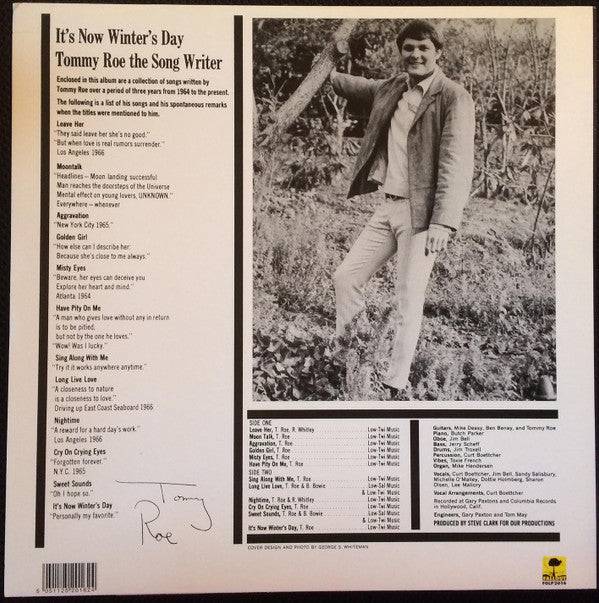 It's Now Winter's Day
Tommy Roe the Song Writer
Enclosed in this album are a collection of songs written by
Tommy Roe over a period of three years from 1964 to the present.
The following is a list of his songs and his spontaneous remarks
when the titles were mentioned to him.
Leave Her
"They said leave her she's no good."
"But when love is real rumors surrender."
Los Angeles 1966
Moontalk
"Headlines—Moon landing successful
Man reaches the doorsteps of the Universe
Mental effect on young lovers, UNKNOWN."
Everywhere—whenever
Aggravation
"New York City 1965."
Golden Girl
"How else can I describe her:
Because she's close to me always."
Misty Eyes
"Beware, her eyes can deceive you
Explore her heart and mind."
Atlanta 1964
Have Pity On Me
"A man who gives without any in return
is to be pitied,
but not by the one he loves."
"Wow! Was I lucky."
Sing Along With Me
"Try it it works anywhere anytime."
Long Live Love
"A closeness to nature
is a closeness to love."
Driving up East Coast Seaboard 1966
Nightime
"A reward for a hard day's work."
Los Angeles 1966
Cry On Crying Eyes
"Forgotten forever."
N.Y.C. 1965
Sweet Sounds
"Oh I hope so."
It's Now Winter's Day
"Personally my favorite."
Tommy
Roe
SIDE ONE
Leave Her, T. Roe, R. Whitley Low-Twi Music
Moon Talk, T. Roe Low-Twi Music
Aggravation, T. Roe Low-Twi Music
Golden Girl, T. Roe Low-Twi Music
Misty Eyes, T. Roe Low-Twi Music
Have Pity On Me, T. Roe Low-Twi Music
SIDE TWO
Sing Along With Me, T. Roe Low-Twi Music
Long Live Love, T. Roe & B. Bowie Low-Sal Music
& Low-Twi Music
Nightime, T. Roe & R. Whitley Low-Twi Music
Cry On Crying Eyes, T. Roe Low-Twi Music
Sweet Sounds, T. Roe & B. Bowie Low-Sal Music
& Low-Twi Music
It's Now Winter's Day, T. Roe Low-Twi Music
Guitars, Mike Deasy, Ben Benay, and Tommy Roe
Piano, Butch Parker
Oboe, Jim Bell
Bass, Jerry Scheff
Drums, Jim Troxell
Percussion, Curt Boettcher
Vibes, Toxie French
Organ, Mike Hendersen
Vocals, Curt Boettcher, Jim Bell, Sandy Salisbury,
Michele O'Malley, Dottie Holmberg, Sharon
Olsen, Lee Mallory
Vocal Arrangements, Curt Boettcher
Recorded at Gary Paxtons and Columbia Records
in Hollywood, Calif.
Engineers, Gary Paxton and Tom May
PRODUCED BY STEVE CLARK FOR OUR PRODUCTIONS
COVER DESIGN AND PHOTO BY GEORGE S. WHITEMAN
5 051125 201624
FALLOUT
FOLP 2016